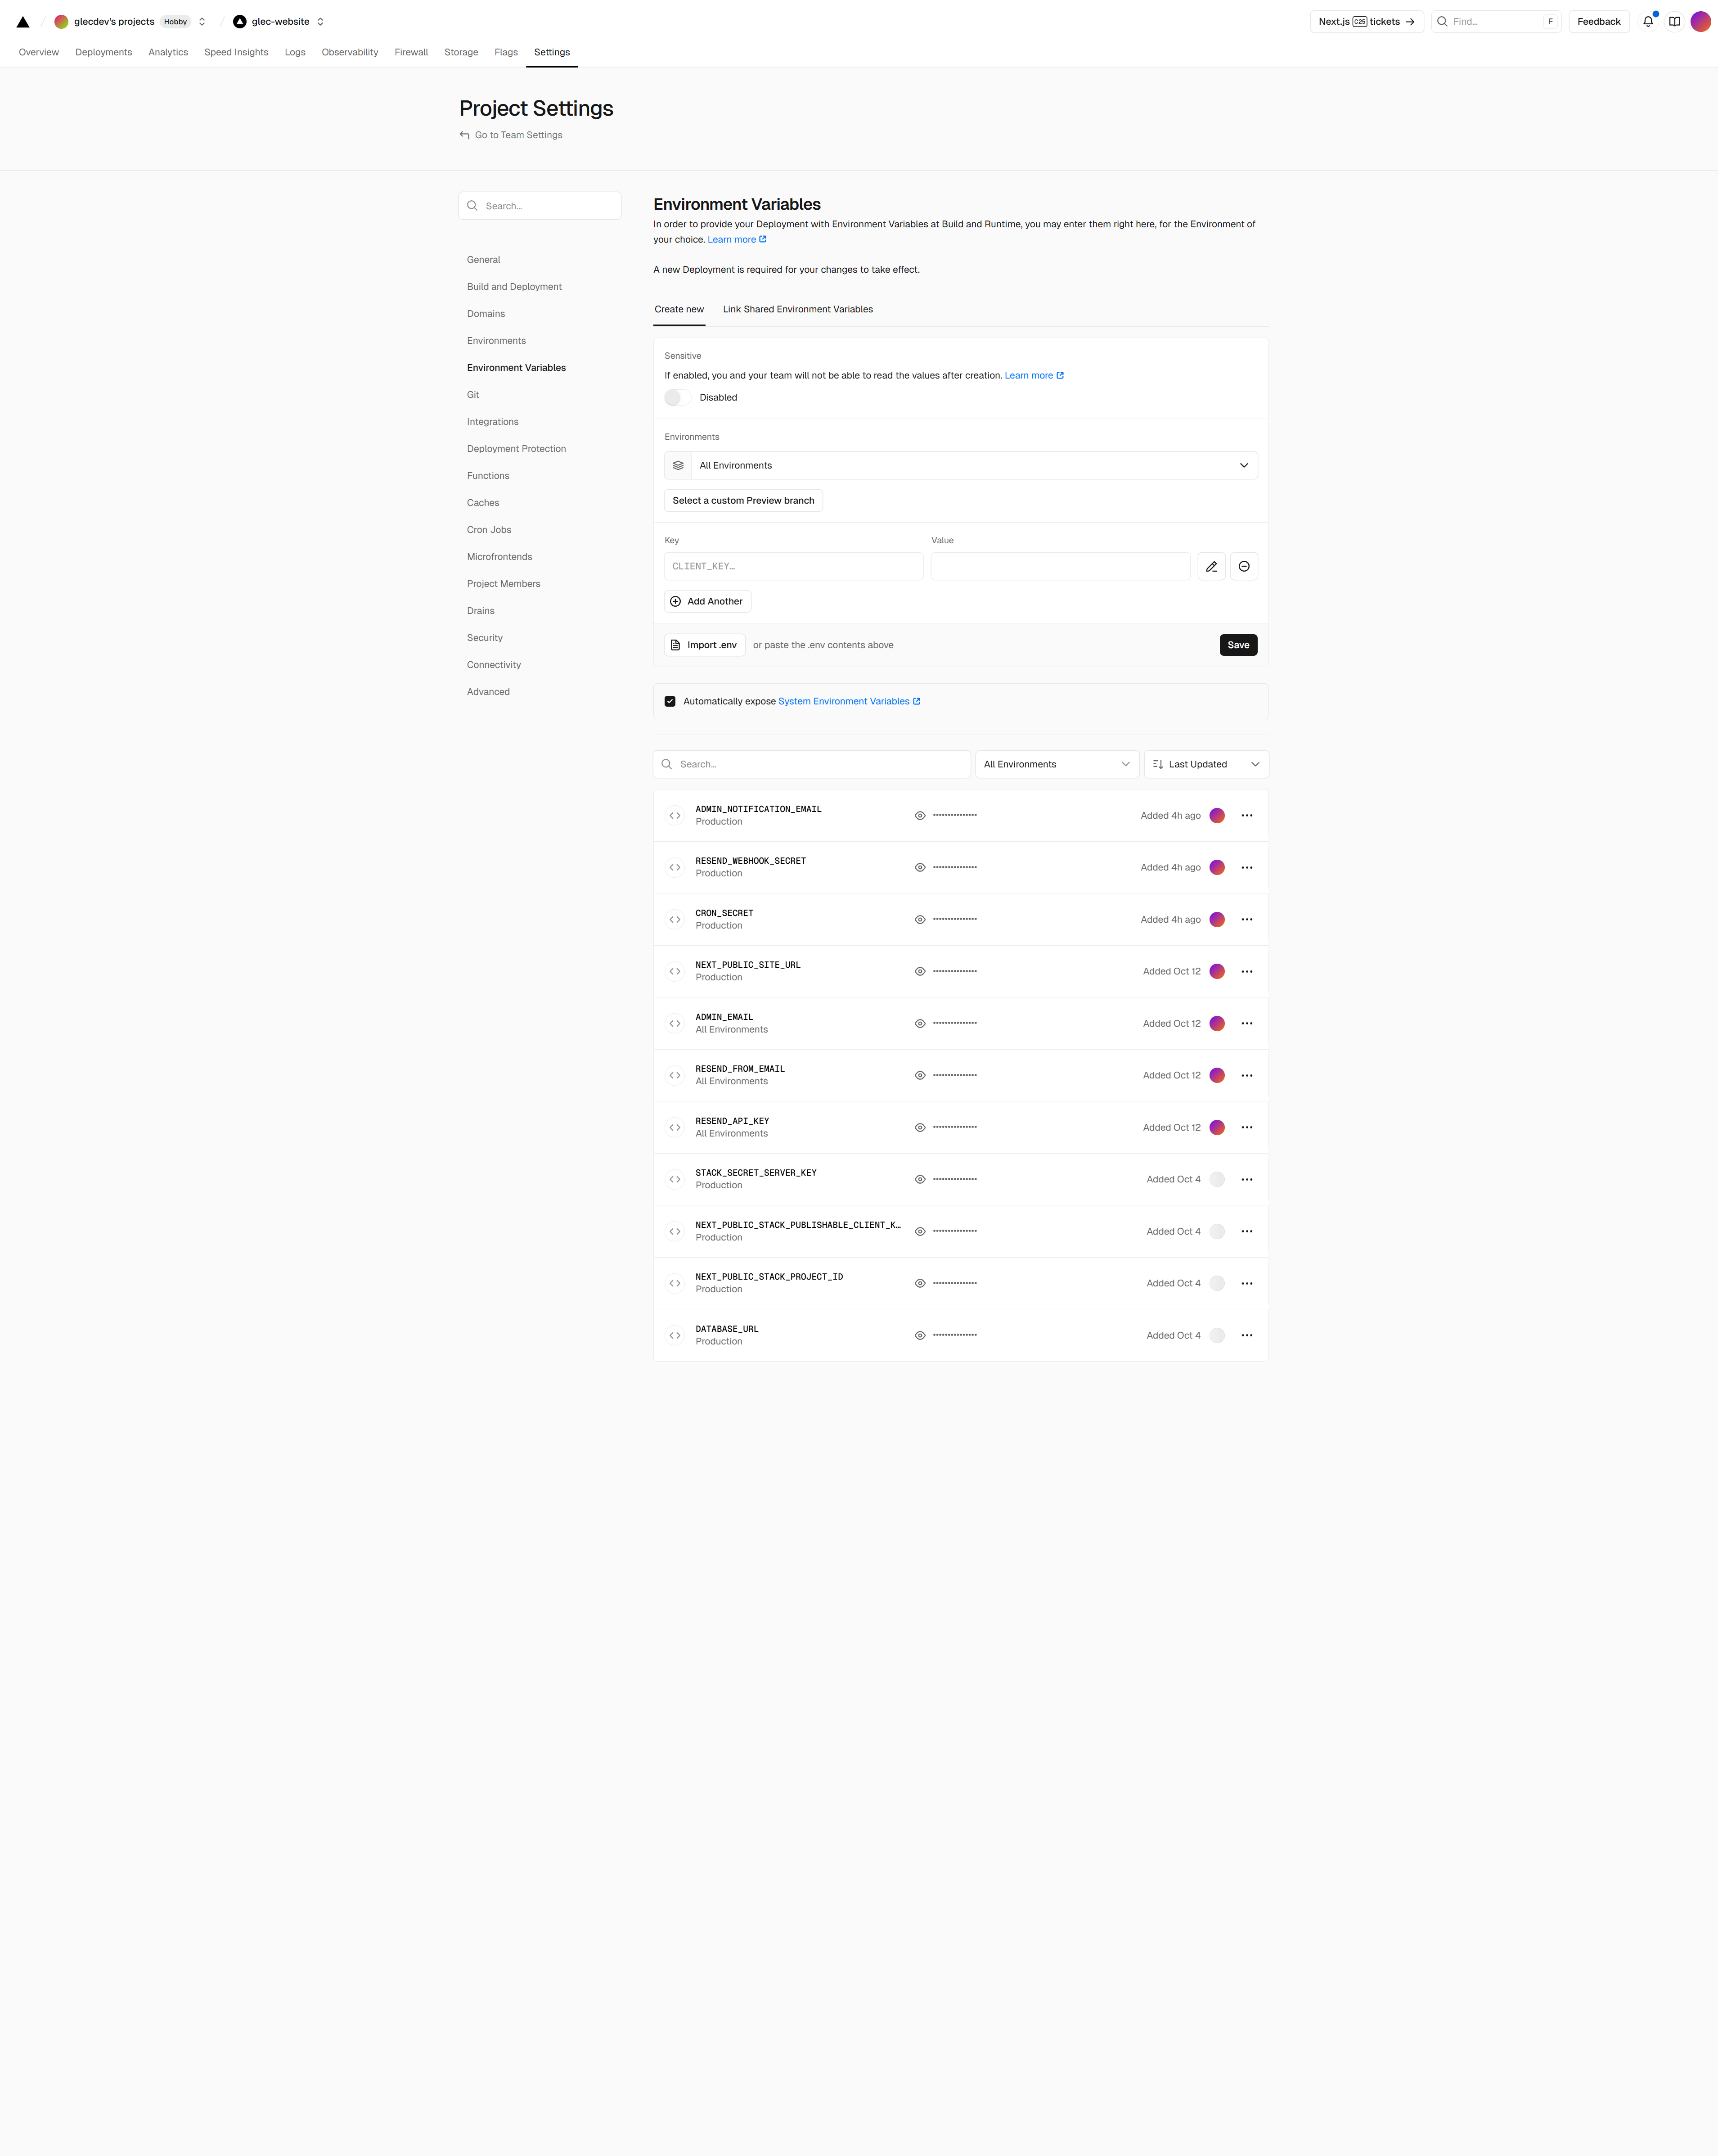 glecdev's projects Hobby glec-website Next.js C25 tickets Find... F Feedback
Overview Deployments Analytics Speed Insights Logs Observability Firewall Storage Flags Settings
Project Settings
Go to Team Settings
Search...
General
Build and Deployment
Domains
Environments
Environment Variables
Git
Integrations
Deployment Protection
Functions
Caches
Cron Jobs
Microfrontends
Project Members
Drains
Security
Connectivity
Advanced
Environment Variables
In order to provide your Deployment with Environment Variables at Build and Runtime, you may enter them right here, for the Environment of
your choice. Learn more
A new Deployment is required for your changes to take effect.
Create new Link Shared Environment Variables
Sensitive
If enabled, you and your team will not be able to read the values after creation. Learn more
Disabled
Environments
All Environments
Select a custom Preview branch
Key Value
CLIENT_KEY...
Add Another
Import .env or paste the .env contents above Save
Automatically expose System Environment Variables
Search... All Environments Last Updated
ADMIN_NOTIFICATION_EMAIL
Production ••••••••••••••• Added 4h ago
RESEND_WEBHOOK_SECRET
Production ••••••••••••••• Added 4h ago
CRON_SECRET
Production ••••••••••••••• Added 4h ago
NEXT_PUBLIC_SITE_URL
Production ••••••••••••••• Added Oct 12
ADMIN_EMAIL
All Environments ••••••••••••••• Added Oct 12
RESEND_FROM_EMAIL
All Environments ••••••••••••••• Added Oct 12
RESEND_API_KEY
All Environments ••••••••••••••• Added Oct 12
STACK_SECRET_SERVER_KEY
Production ••••••••••••••• Added Oct 4
NEXT_PUBLIC_STACK_PUBLISHABLE_CLIENT_K...
Production ••••••••••••••• Added Oct 4
NEXT_PUBLIC_STACK_PROJECT_ID
Production ••••••••••••••• Added Oct 4
DATABASE_URL
Production ••••••••••••••• Added Oct 4